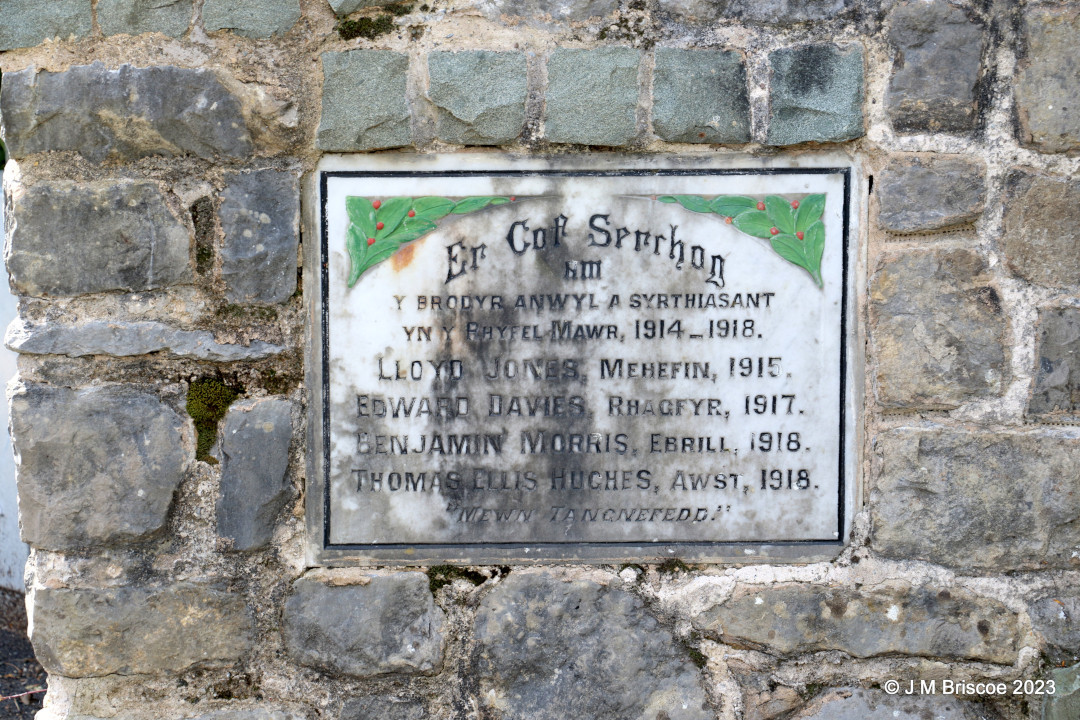 Er Cof Serchog
am
Y BRODYR ANWYL A SYRTHIASANT
YN Y RHYFEL MAWR, 1914-1918.
LLOYD JONES, MEHEFIN, 1915.
EDWARD DAVIES, RHAGFYR, 1917.
BENJAMIN MORRIS, EBRILL, 1918.
THOMAS ELLIS HUGHES, AWST, 1918.
"MEWN TANGNEFEDD."
© J M Briscoe 2023